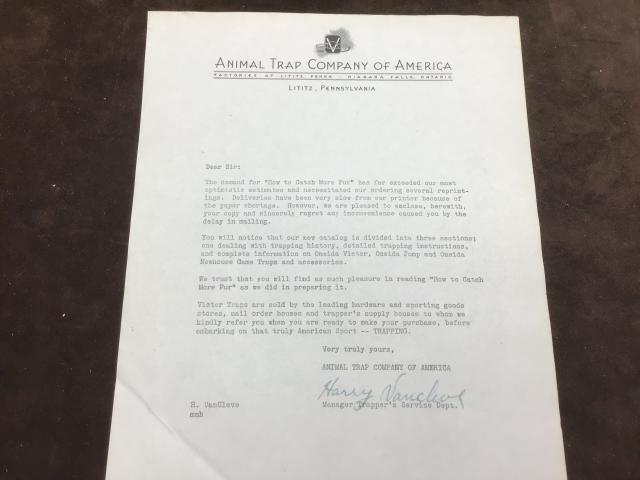 V
ANIMAL TRAP COMPANY OF AMERICA
FACTORIES AT LITITZ, PENNA. - NIAGARA FALLS, ONTARIO
LITITZ, PENNSYLVANIA
Dear Sir:
The demand for "How to Catch More Fur" has far exceeded our most
optimistic estimates and necessitated our ordering several reprint-
ings. Deliveries have been very slow from our printer because of
the paper shortage. However, we are pleased to enclose, herewith,
your copy and sincerely regret any inconvenience caused you by the
delay in mailing.
You will notice that our new catalog is divided into three sections;
one dealing with trapping history, detailed trapping instructions,
and complete information on Oneida Victor, Oneida Jump and Oneida
Newhouse Game Traps and accessories.
We trust that you will find as much pleasure in reading "How to Catch
More Fur" as we did in preparing it.
Victor Traps are sold by the leading hardware and sporting goods
stores, mail order houses and trapper's supply houses to whom we
kindly refer you when you are ready to make your purchase, before
embarking on that truly American Sport -- TRAPPING.
Very truly yours,
ANIMAL TRAP COMPANY OF AMERICA
Harry Vancleve
H. VanCleve Manager Trapper's Service Dept.
mmh